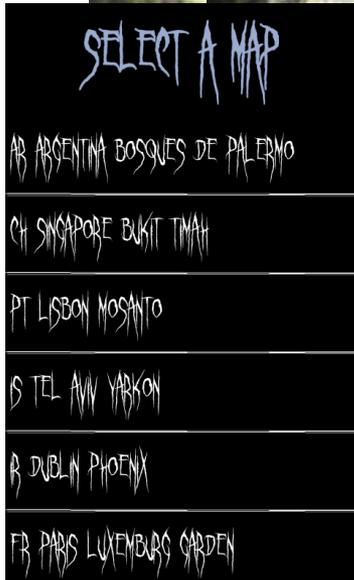 SELECT A MAP
AR ARGENTINA BOSQUES DE PALERMO
CH SINGAPORE BUKIT TIMAH
PT LISBON MOSANTO
IS TEL AVIV YARKON
IR DUBLIN PHOENIX
FR PARIS LUXEMBURG GARDEN